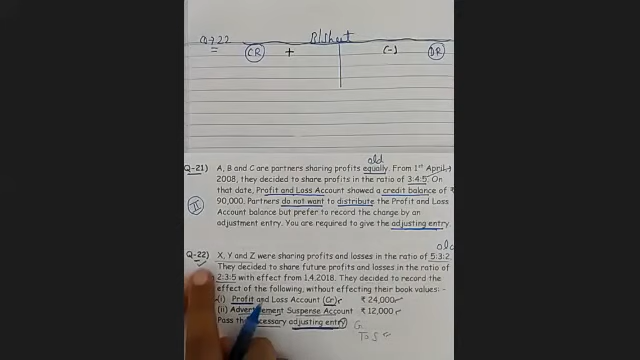 Q→22
B/Sheet
CR + (-) DR
old
Q-21) A, B and C are partners sharing profits equally. From 1st April,
2008, they decided to share profits in the ratio of 3:4:5. On
that date, Profit and Loss Account showed a credit balance of ₹
II
90,000. Partners do not want to distribute the Profit and Loss
Account balance but prefer to record the change by an
adjustment entry. You are required to give the adjusting entry.
old
Q-22) X, Y and Z were sharing profits and losses in the ratio of 5:3:2.
They decided to share future profits and losses in the ratio of
2:3:5 with effect from 1.4.2018. They decided to record the
effect of the following, without effecting their book values: -
(i) Profit and Loss Account (Cr) ₹ 24,000
(ii) Advertisement Suspense Account ₹ 12,000
Pass the necessary adjusting entry
G
To S